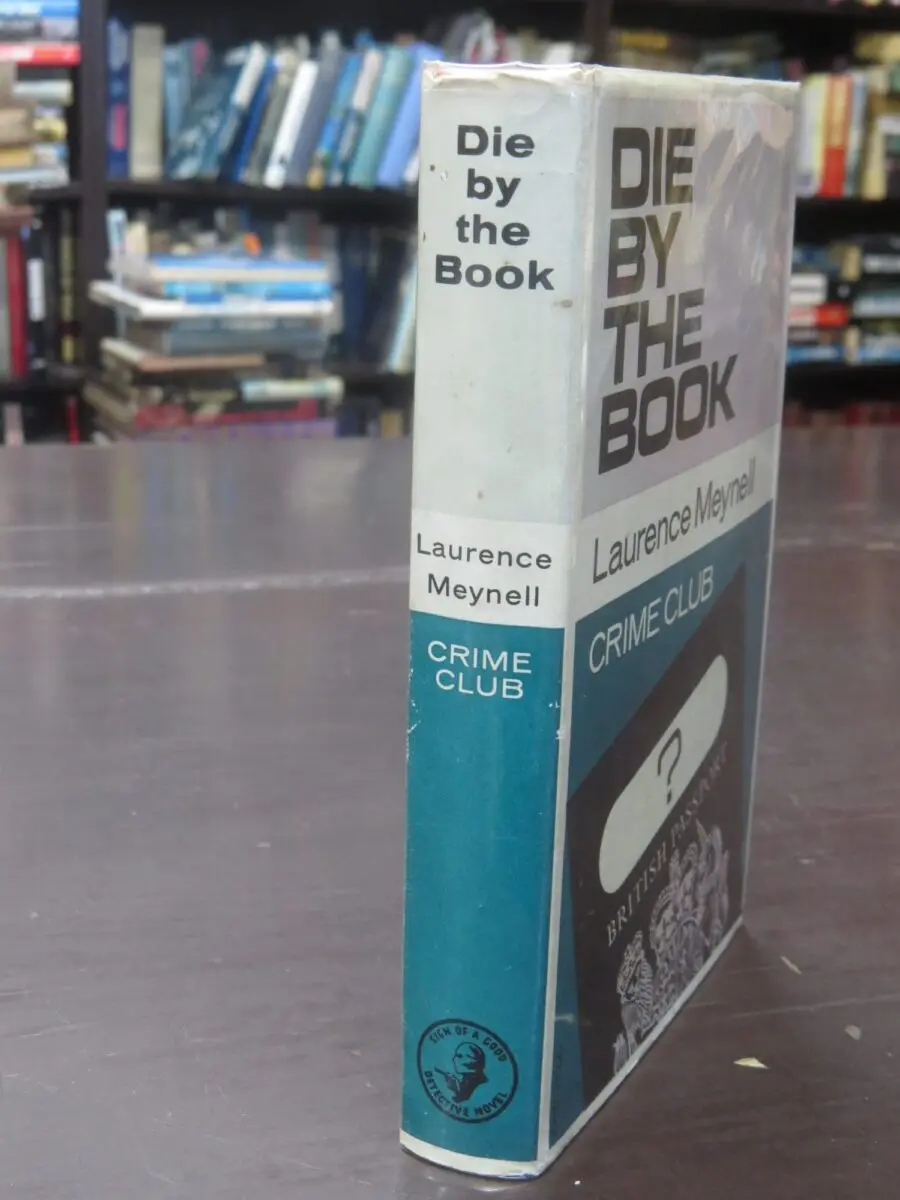 Die
by
the
Book
Laurence
Meynell
CRIME
CLUB
SIGN OF A GOOD
DETECTIVE NOVEL
DIE
BY
THE
BOOK
Laurence Meynell
CRIME CLUB
?
BRITISH PASSPORT